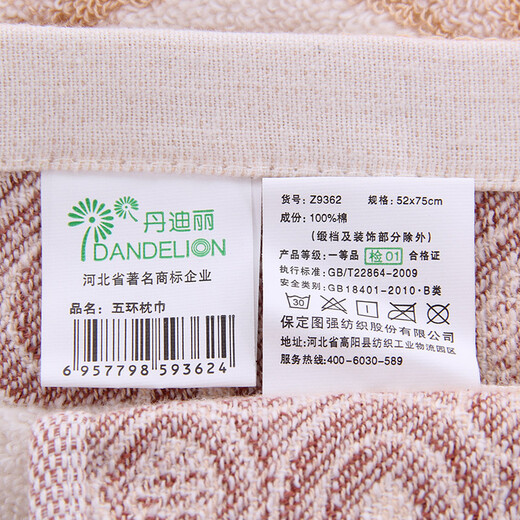 丹迪丽
DANDELION
河北省著名商标企业
品名：五环枕巾
6 957798 593624
货号：Z9362 规格：52x75cm
成份：100%棉
(缎档及装饰部分除外)
产品等级：一等品 检01 合格证
执行标准：GB/T22864-2009
安全类别：GB18401-2010·B类
30
保定图强纺织股份有限公司
地址：河北省高阳县纺织工业物流园区
服务热线：400-6030-589